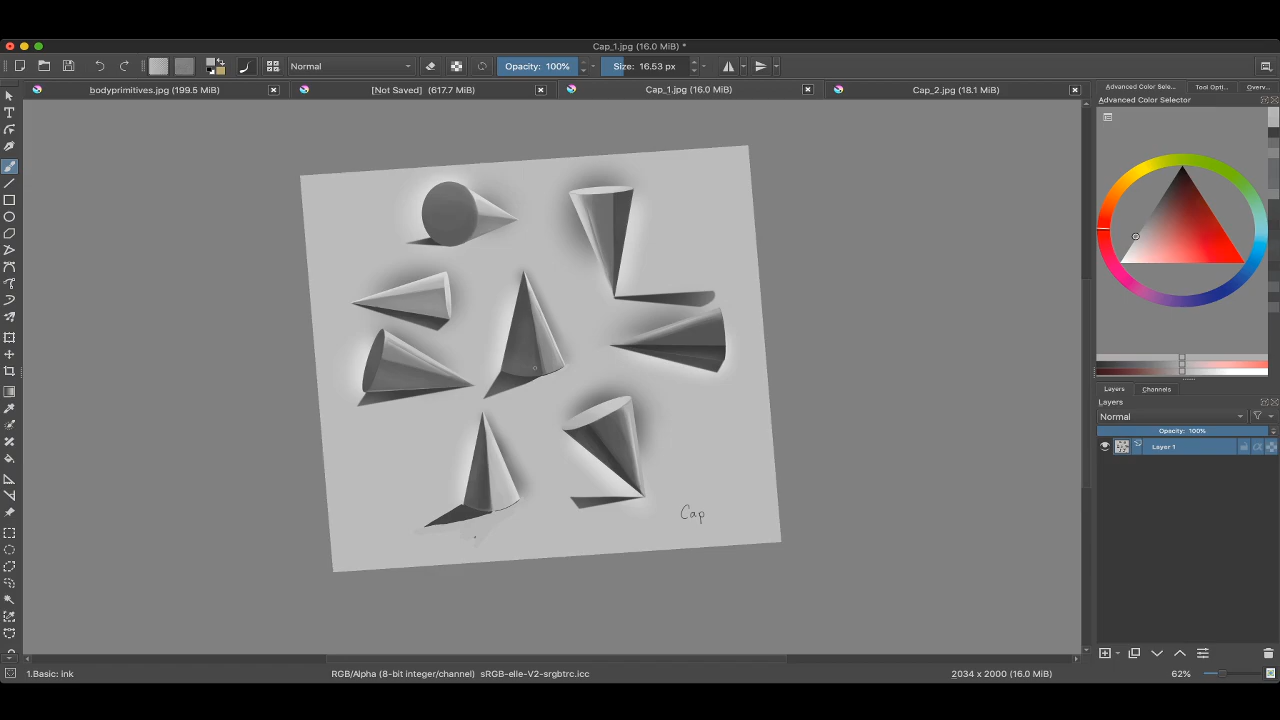 Cap_1.jpg (16.0 MiB) *
Normal
Opacity: 100%
Size: 16.53 px
bodyprimitives.jpg (199.5 MiB)
[Not Saved] (617.7 MiB)
Cap_1.jpg (16.0 MiB)
Cap_2.jpg (18.1 MiB)
Advanced Color Sele...
Tool Opti...
Overv...
Advanced Color Selector
Layers
Channels
Layers
Normal
Opacity: 100%
Layer 1
Cap
1.Basic: ink
RGB/Alpha (8-bit integer/channel) sRGB-elle-V2-srgbtrc.icc
2034 x 2000 (16.0 MiB)
62%